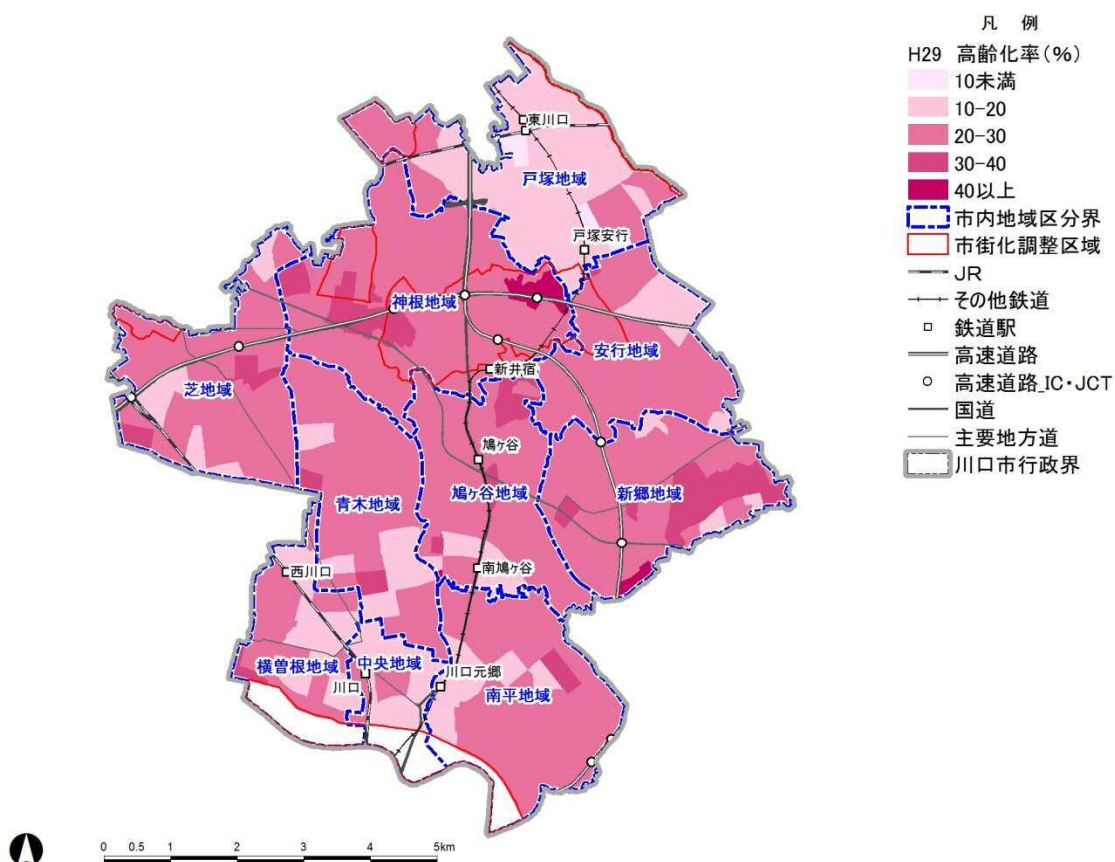 凡 例
H29 高齢化率(%)
10未満
10-20
20-30
30-40
40以上
市内地域区分界
市街化調整区域
JR
その他鉄道
鉄道駅
高速道路
高速道路_IC・JCT
国道
主要地方道
川口市行政界
東川口
戸塚地域
戸塚安行
神根地域
安行地域
新井宿
芝地域
鳩ヶ谷
鳩ヶ谷地域
新郷地域
青木地域
南鳩ヶ谷
西川口
横曽根地域
中央地域
川口元郷
川口
南平地域
0 0.5 1 2 3 4 5km